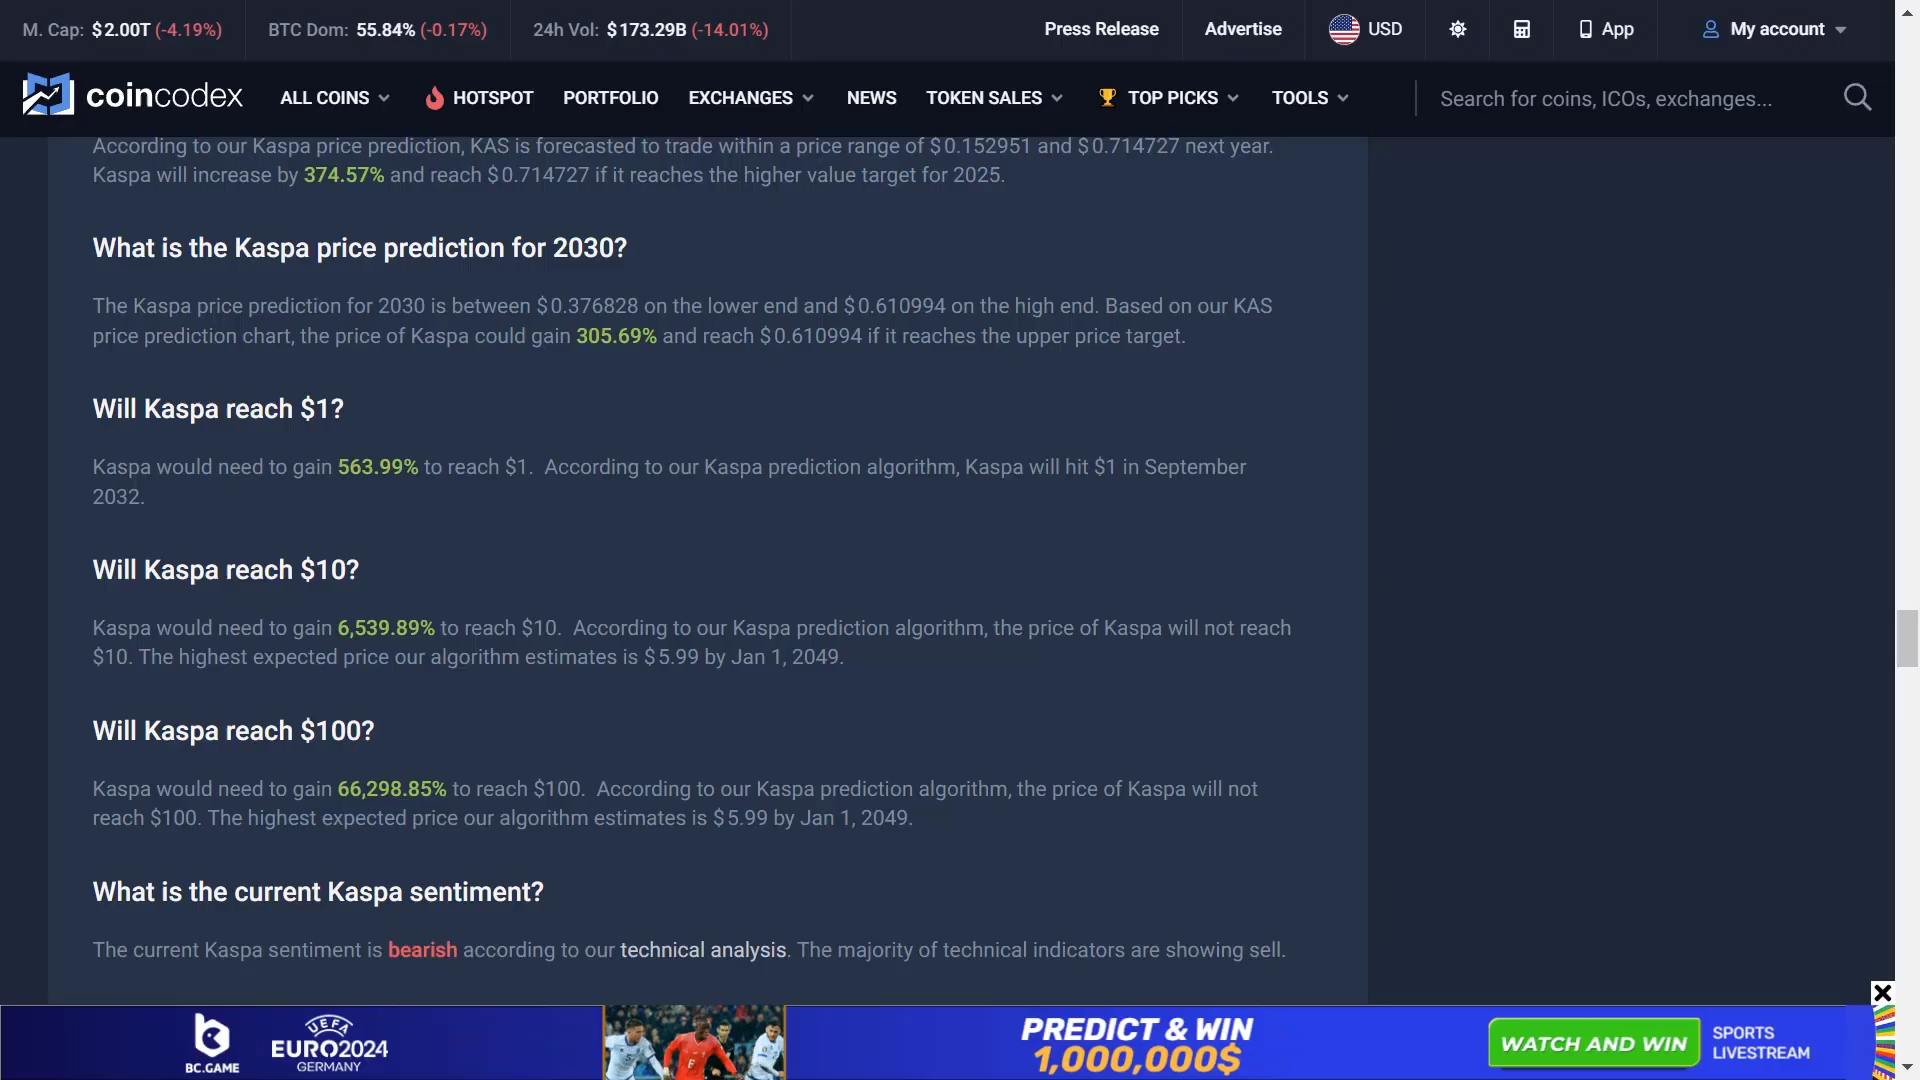 M. Cap: $2.00T (-4.19%) BTC Dom: 55.84% (-0.17%) 24h Vol: $173.29B (-14.01%) Press Release Advertise USD App My account
coincodex ALL COINS HOTSPOT PORTFOLIO EXCHANGES NEWS TOKEN SALES TOP PICKS TOOLS Search for coins, ICOs, exchanges...
According to our Kaspa price prediction, KAS is forecasted to trade within a price range of $0.152951 and $0.714727 next year.
Kaspa will increase by 374.57% and reach $0.714727 if it reaches the higher value target for 2025.
What is the Kaspa price prediction for 2030?
The Kaspa price prediction for 2030 is between $0.376828 on the lower end and $0.610994 on the high end. Based on our KAS
price prediction chart, the price of Kaspa could gain 305.69% and reach $0.610994 if it reaches the upper price target.
Will Kaspa reach $1?
Kaspa would need to gain 563.99% to reach $1. According to our Kaspa prediction algorithm, Kaspa will hit $1 in September
2032.
Will Kaspa reach $10?
Kaspa would need to gain 6,539.89% to reach $10. According to our Kaspa prediction algorithm, the price of Kaspa will not reach
$10. The highest expected price our algorithm estimates is $5.99 by Jan 1, 2049.
Will Kaspa reach $100?
Kaspa would need to gain 66,298.85% to reach $100. According to our Kaspa prediction algorithm, the price of Kaspa will not
reach $100. The highest expected price our algorithm estimates is $5.99 by Jan 1, 2049.
What is the current Kaspa sentiment?
The current Kaspa sentiment is bearish according to our technical analysis. The majority of technical indicators are showing sell.
BC.GAME
UEFA
EURO2024
GERMANY
PREDICT & WIN
1,000,000$
WATCH AND WIN
SPORTS
LIVESTREAM